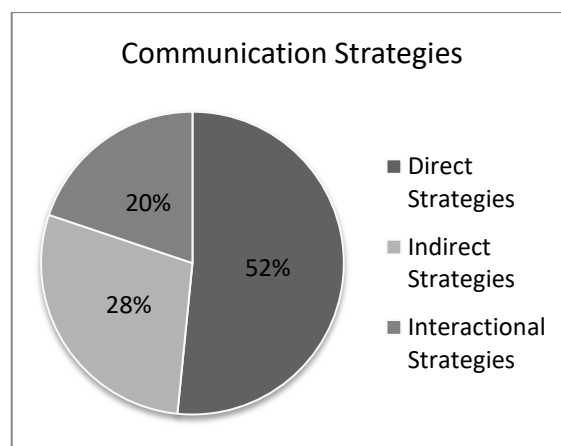 Communication Strategies
20%
52%
28%
Direct
Strategies
Indirect
Strategies
Interactional
Strategies